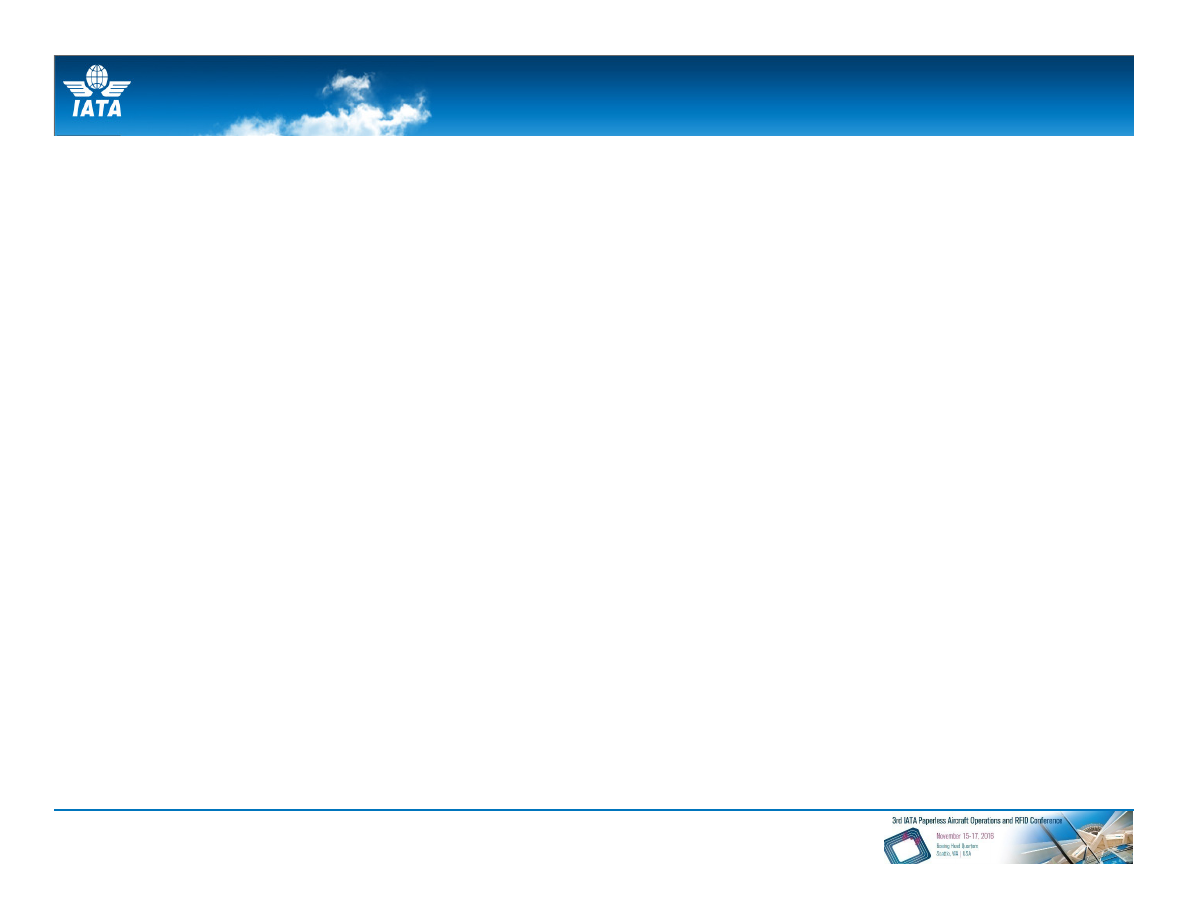 IATA
3rd IATA Paperless Aircraft Operations and RFID Conference
November 15-17, 2016
Boeing Head Quarters
Seattle, WA | USA